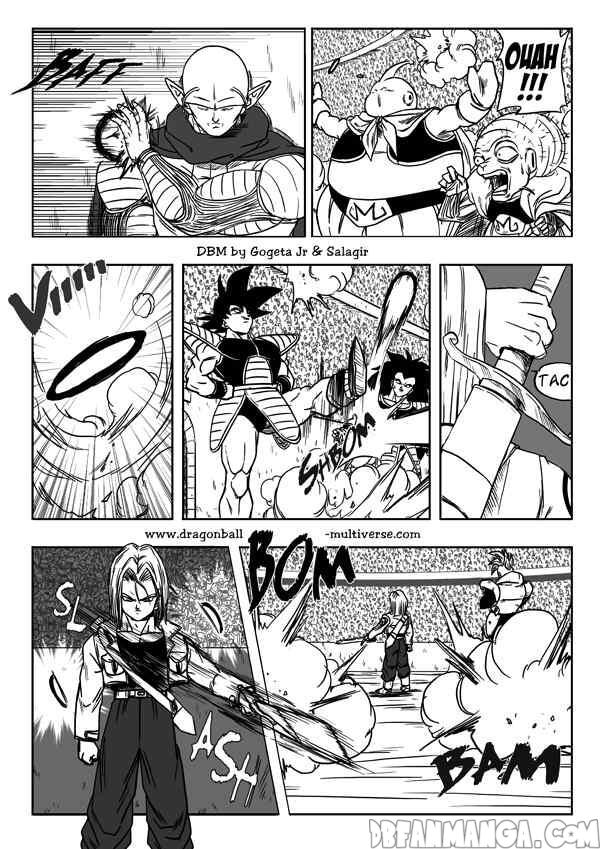 BAFF
OUAH
!!!
M
M
DBM by Gogeta Jr & Salagir
VIIIIII
SHBOM
TAC
www.dragonball -multiverse.com
BOM
SL
ASH
BAM
DBFANMANGA.COM